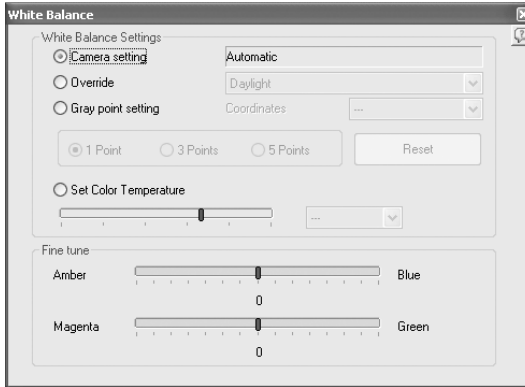 White Balance
White Balance Settings
Camera setting Automatic
Override Daylight
Gray point setting Coordinates ---
1 Point 3 Points 5 Points Reset
Set Color Temperature
---
Fine tune
Amber Blue
0
Magenta Green
0